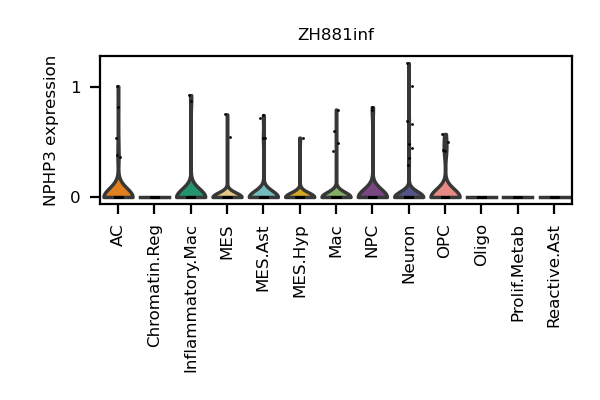 ZH881inf
NPHP3 expression
1
0
AC
Chromatin.Reg
Inflammatory.Mac
MES
MES.Ast
MES.Hyp
Mac
NPC
Neuron
OPC
Oligo
Prolif.Metab
Reactive.Ast